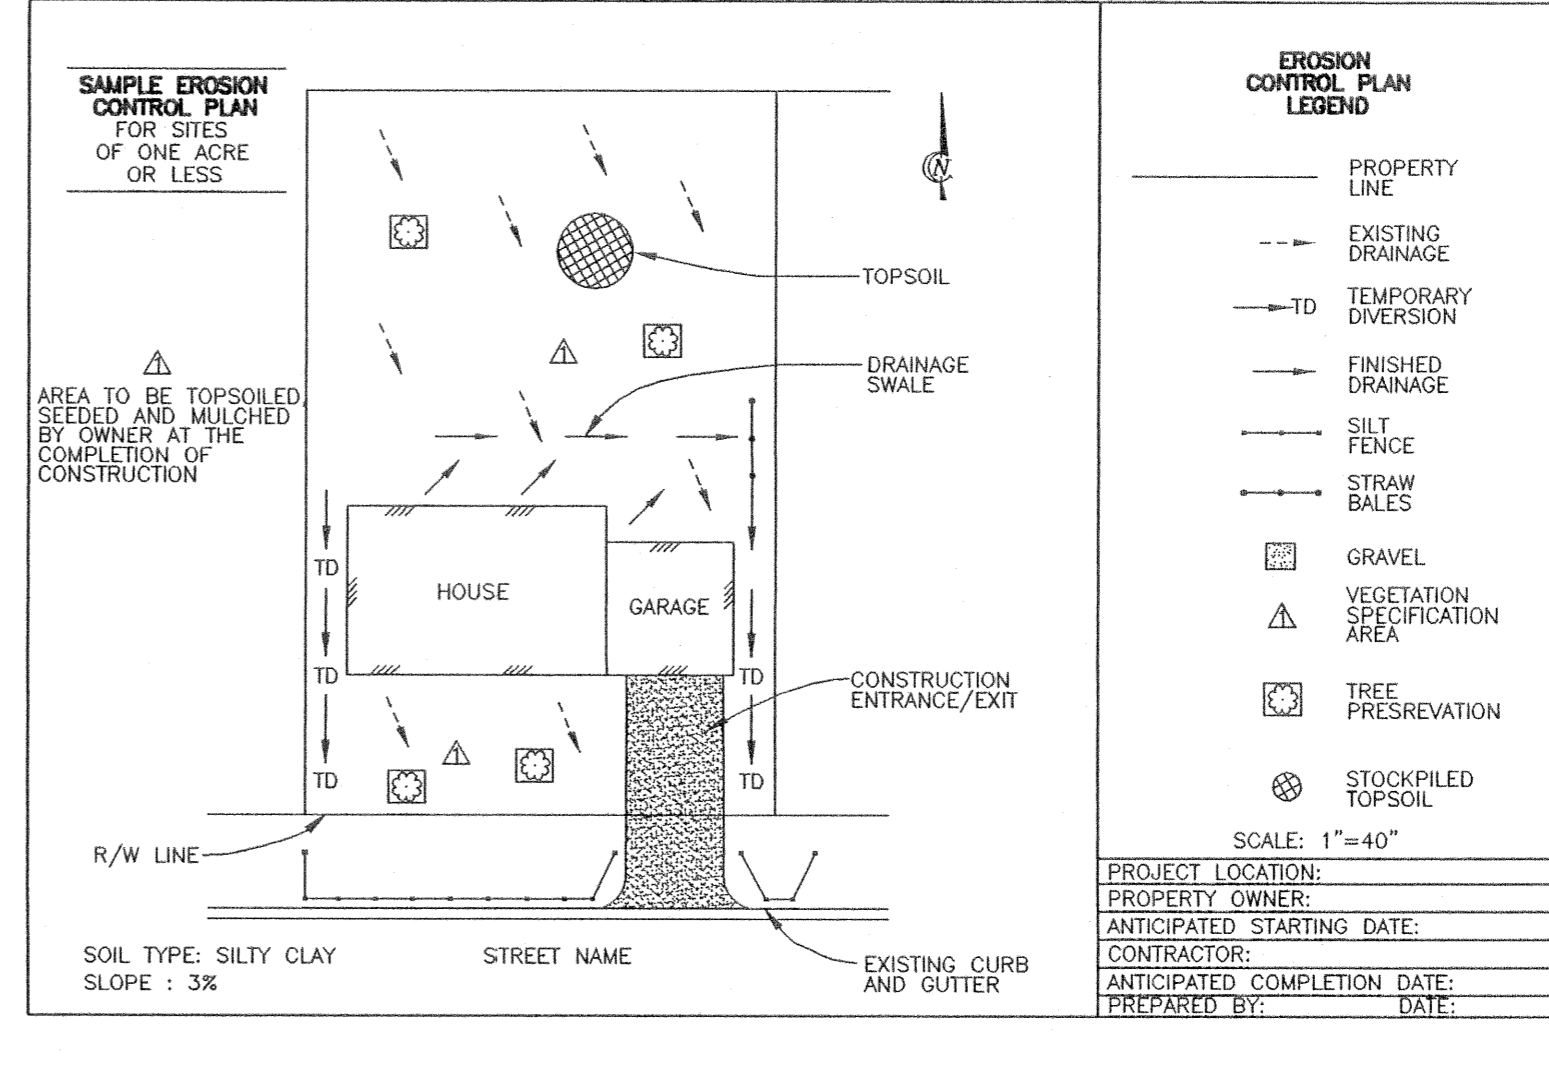 SAMPLE EROSION
CONTROL PLAN
FOR SITES
OF ONE ACRE
OR LESS
N
TOPSOIL
DRAINAGE
SWALE
1
1
AREA TO BE TOPSOILED,
SEEDED AND MULCHED
BY OWNER AT THE
COMPLETION OF
CONSTRUCTION
TD
HOUSE
GARAGE
TD
TD
CONSTRUCTION
ENTRANCE/EXIT
1
TD
TD
R/W LINE
SOIL TYPE: SILTY CLAY
SLOPE : 3%
STREET NAME
EXISTING CURB
AND GUTTER
EROSION
CONTROL PLAN
LEGEND
PROPERTY
LINE
EXISTING
DRAINAGE
TD
TEMPORARY
DIVERSION
FINISHED
DRAINAGE
SILT
FENCE
STRAW
BALES
GRAVEL
1
VEGETATION
SPECIFICATION
AREA
TREE
PRESREVATION
STOCKPILED
TOPSOIL
SCALE: 1"=40"
PROJECT LOCATION:
PROPERTY OWNER:
ANTICIPATED STARTING DATE:
CONTRACTOR:
ANTICIPATED COMPLETION DATE:
PREPARED BY: DATE: